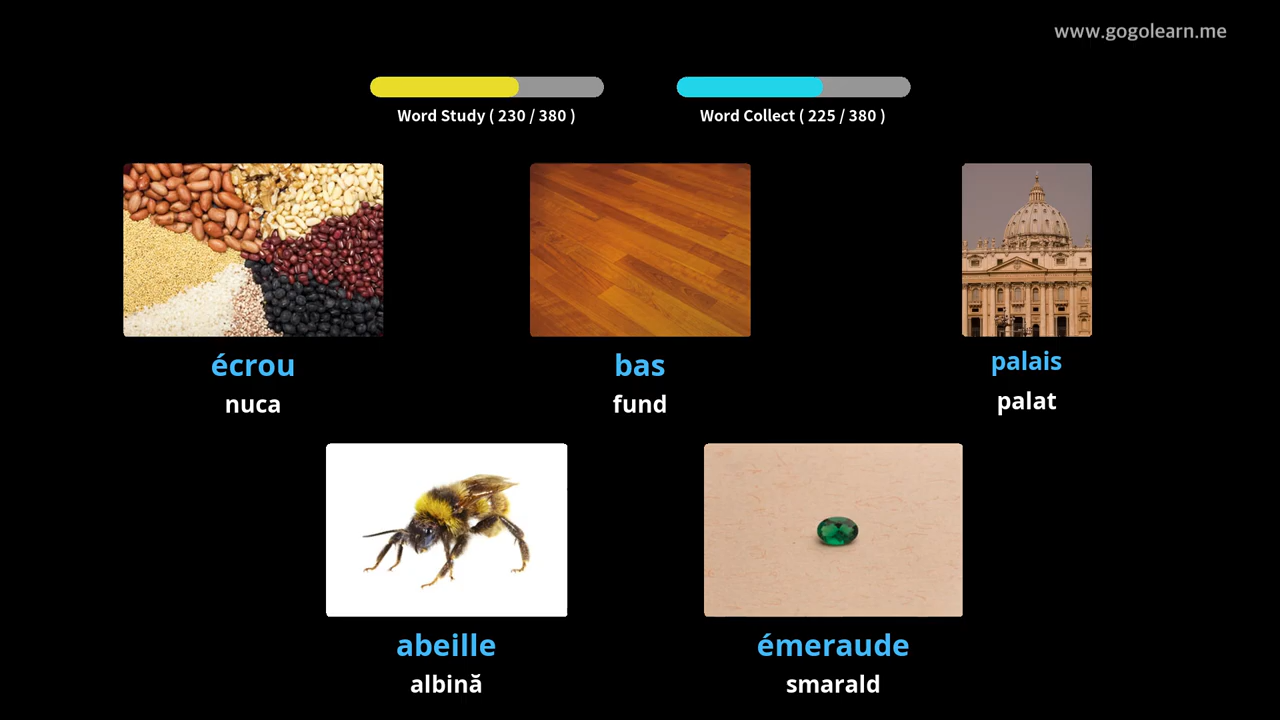 www.gogolearn.me
Word Study ( 230 / 380 )
Word Collect ( 225 / 380 )
écrou
nuca
bas
fund
palais
palat
abeille
albină
émeraude
smarald